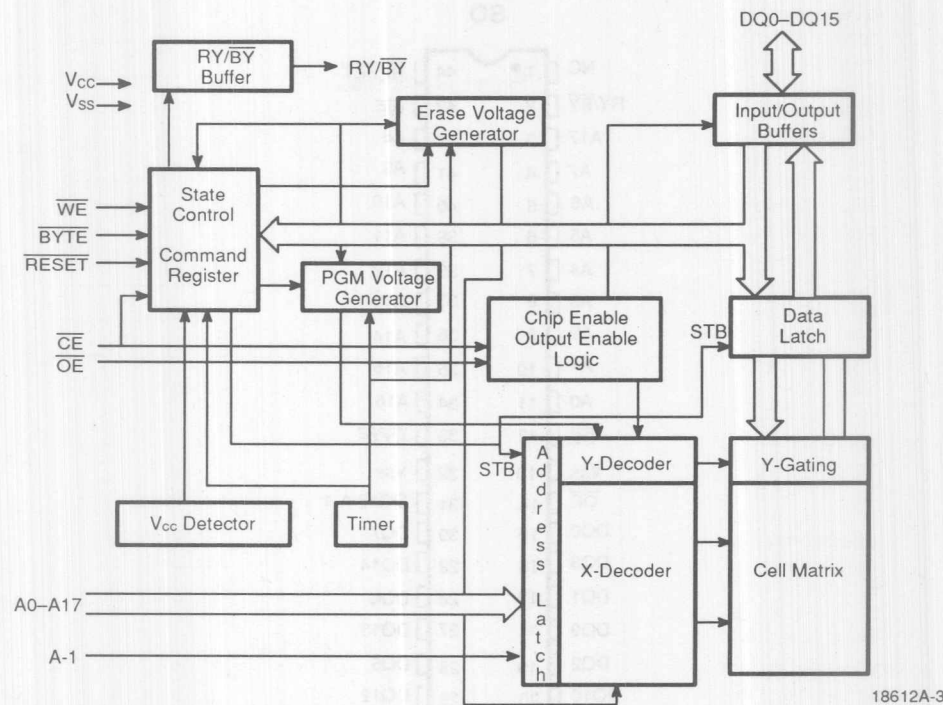 DQ0–DQ15
RY/BY
Buffer
RY/BY
VCC
VSS
Erase Voltage
Generator
Input/Output
Buffers
State
Control
Command
Register
WE
BYTE
RESET
PGM Voltage
Generator
Chip Enable
Output Enable
Logic
STB
Data
Latch
CE
OE
STB
Address Latch
Y-Decoder
Y-Gating
VCC Detector
Timer
X-Decoder
Cell Matrix
A0–A17
A-1
18612A-3